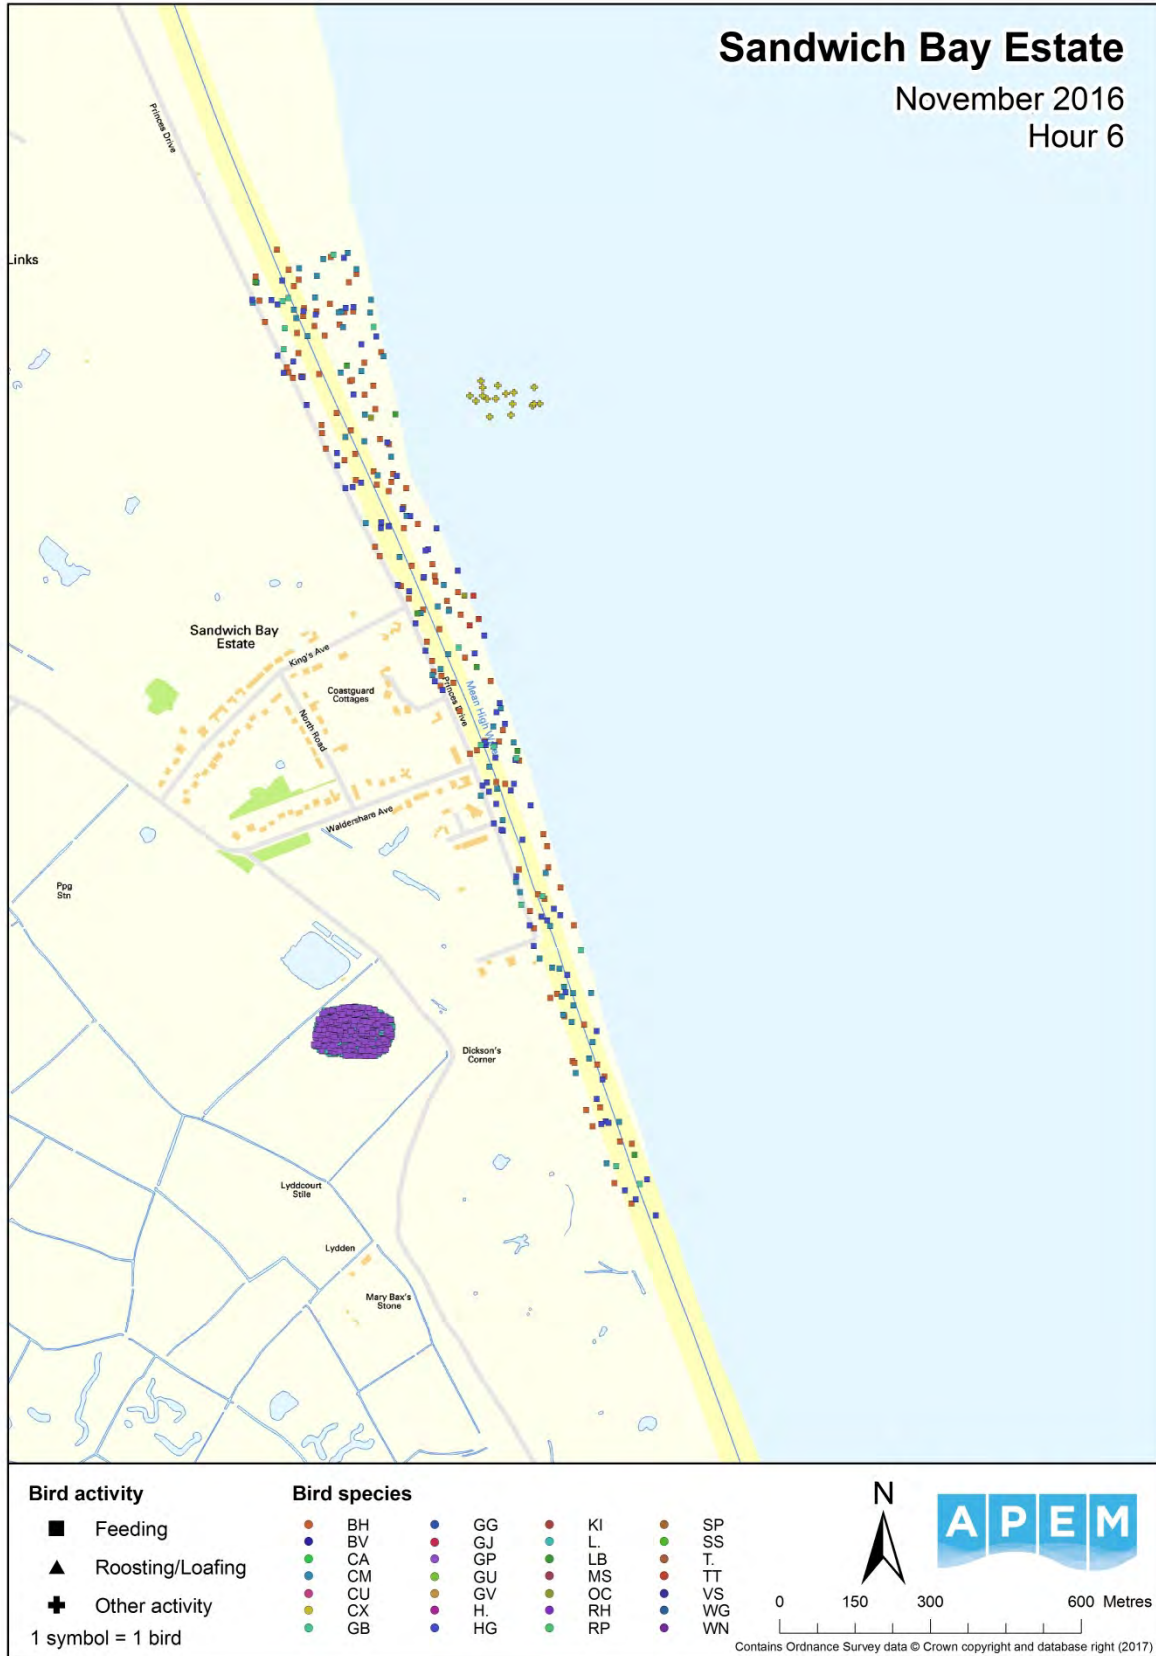 Sandwich Bay Estate
November 2016
Hour 6
Princes Drive
Links
Sandwich Bay
Estate
King's Ave
Coastguard
Cottages
North Road
Princes Drive
Mean High W
Waldershare Ave
Ppg
Stn
Dickson's
Corner
Lyddcourt
Stile
Lydden
Mary Bax's
Stone
Bird activity
Feeding
Roosting/Loafing
Other activity
1 symbol = 1 bird
Bird species
BH GG KI SP
BV GJ L. SS
CA GP LB T.
CM GU MS TT
CU GV OC VS
CX H. RH WG
GB HG RP WN
N
APEM
0 150 300 600 Metres
Contains Ordnance Survey data © Crown copyright and database right (2017)